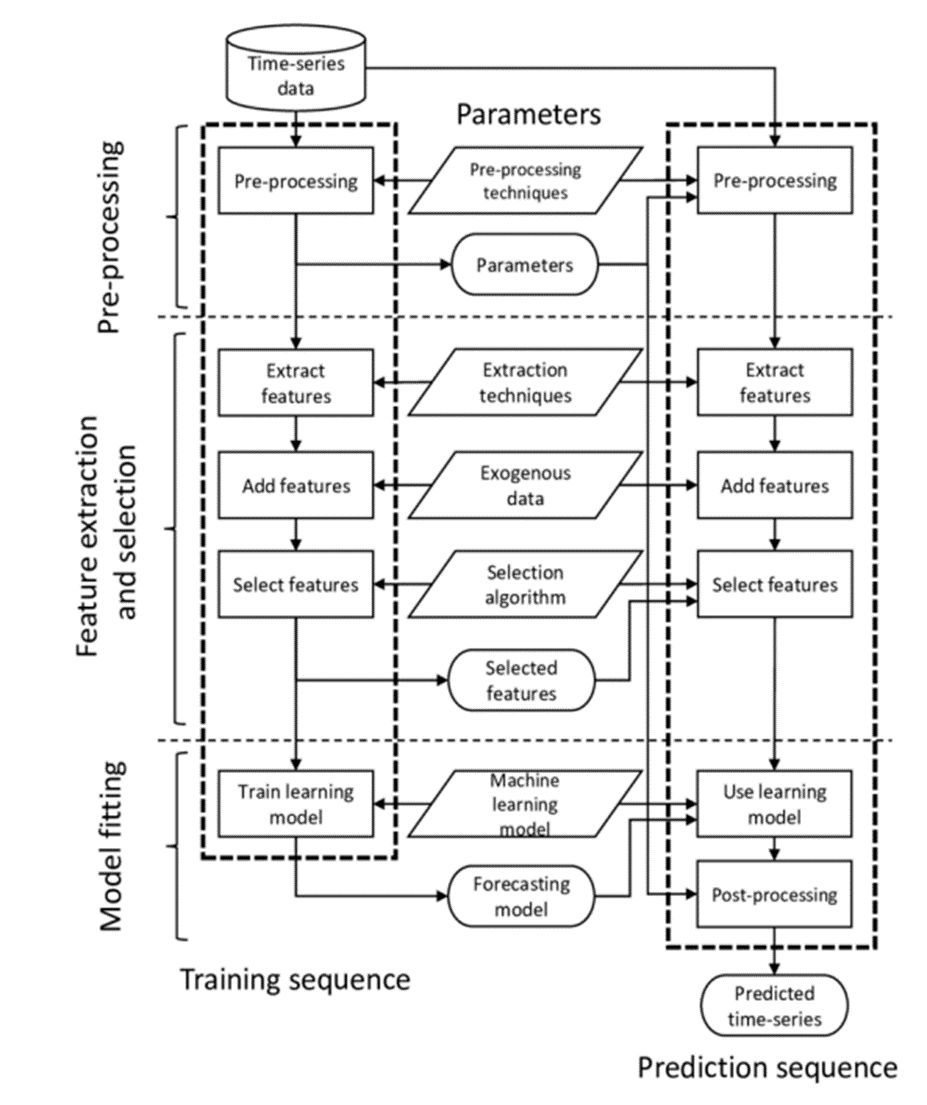 Time-series
data
Parameters
Pre-processing
Pre-processing
Pre-processing
techniques
Pre-processing
Parameters
Feature extraction
and selection
Extract
features
Extraction
techniques
Extract
features
Add features
Exogenous
data
Add features
Select features
Selection
algorithm
Select features
Selected
features
Model fitting
Train learning
model
Machine
learning
model
Use learning
model
Forecasting
model
Post-processing
Training sequence
Predicted
time-series
Prediction sequence